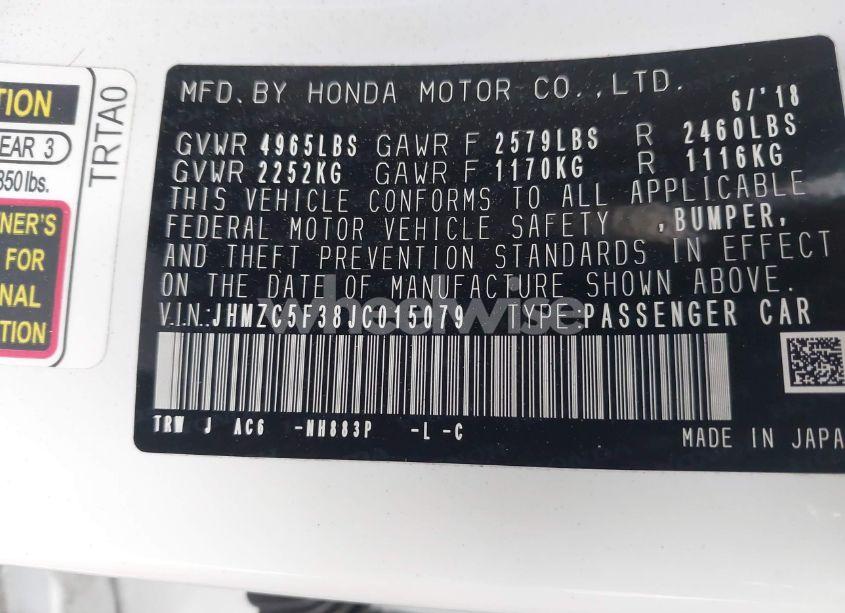 TION
EAR 3
350 lbs.
NER'S
FOR
NAL
TION
TRTA0
MFD. BY HONDA MOTOR CO., LTD.
6/'18
GVWR 4965LBS GAWR F 2579LBS R 2460LBS
GVWR 2252KG GAWR F 1170KG R 1116KG
THIS VEHICLE CONFORMS TO ALL APPLICABLE
FEDERAL MOTOR VEHICLE SAFETY ,BUMPER,
AND THEFT PREVENTION STANDARDS IN EFFECT
ON THE DATE OF MANUFACTURE SHOWN ABOVE.
V.I.N.:JHMZC5F38JC015079 TYPE:PASSENGER CAR
wheelwise
TRW J AC6 -NH883P -L -C
MADE IN JAPA